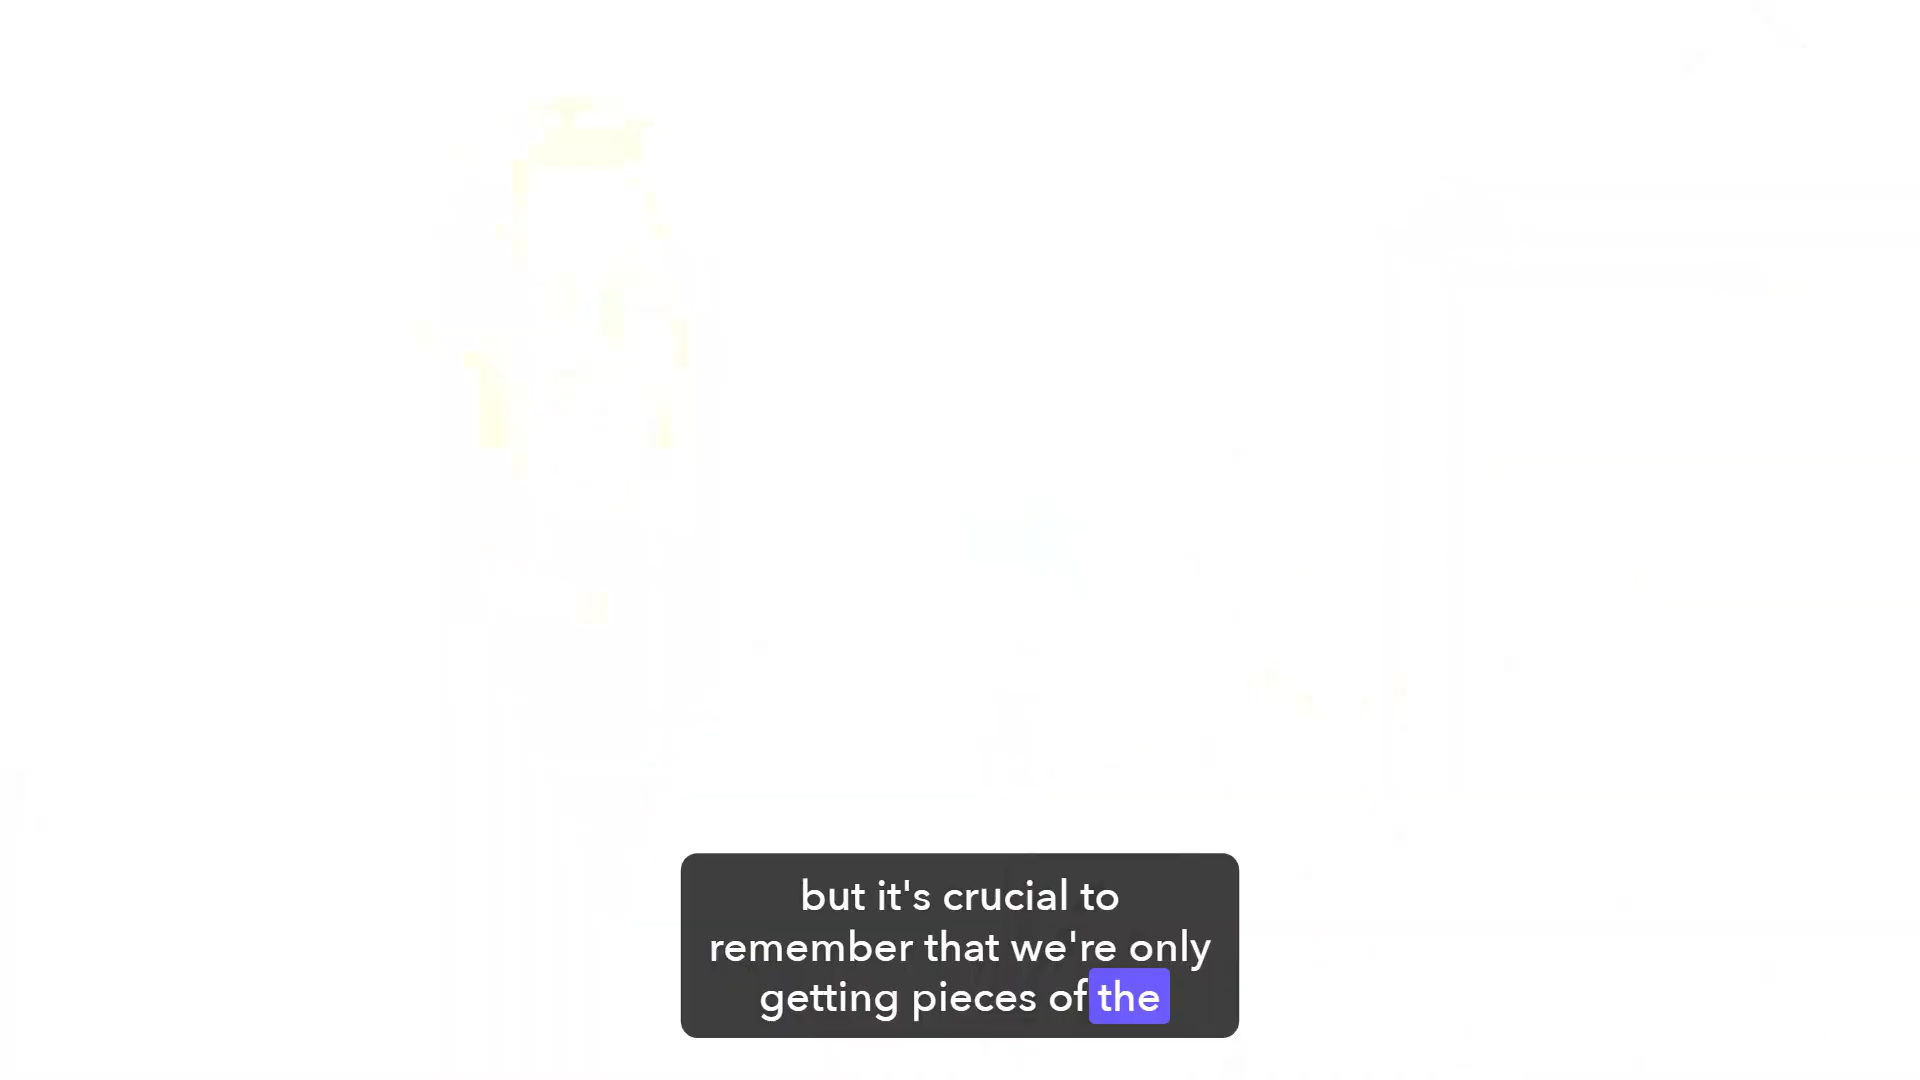 but it's crucial to
remember that we're only
getting pieces of the